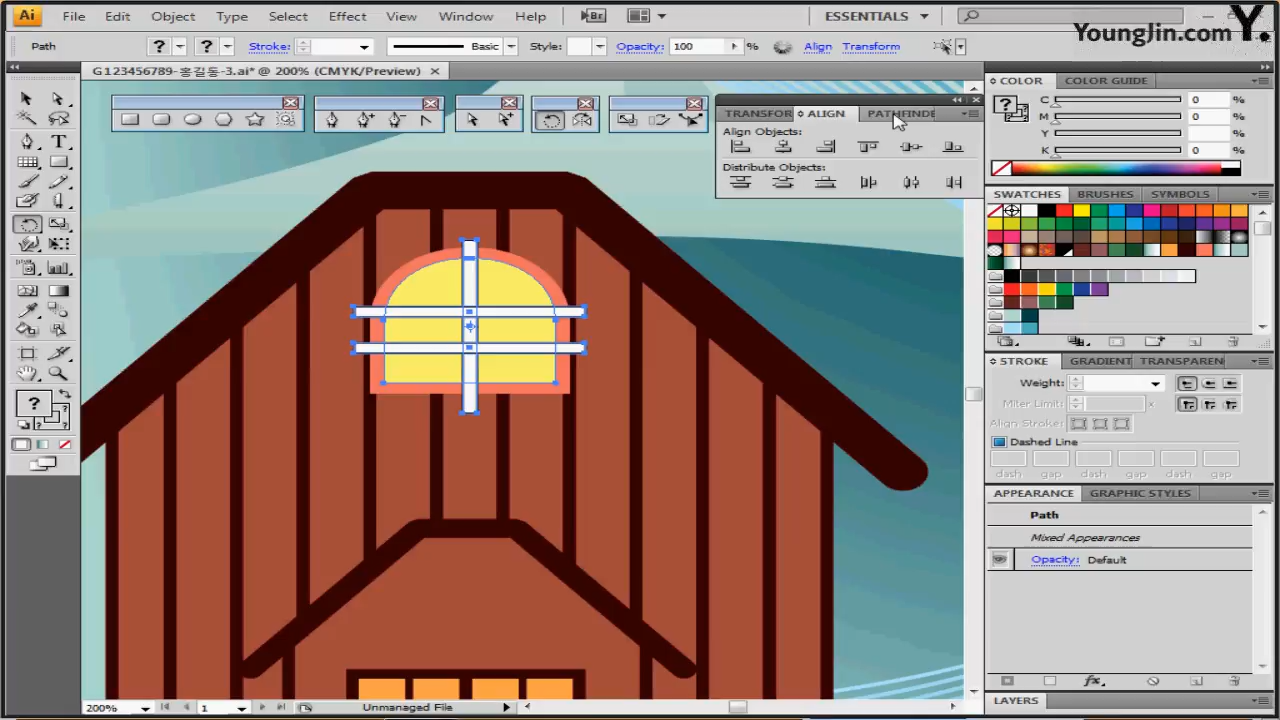 Ai File Edit Object Type Select Effect View Window Help Br ESSENTIALS
YoungJin.com Y.
Path ? ? Stroke: Basic Style: Opacity: 100 % Align Transform
G123456789-홍길동-3.ai* @ 200% (CMYK/Preview)
TRANSFOR ALIGN PATHFINDE
Align Objects:
Distribute Objects:
COLOR COLOR GUIDE
?
C 0 %
M 0 %
Y %
K 0 %
SWATCHES BRUSHES SYMBOLS
STROKE GRADIENT TRANSPAREN
Weight:
Miter Limit: x
Align Stroke:
Dashed Line
dash gap dash gap dash gap
APPEARANCE GRAPHIC STYLES
Path
Mixed Appearances
Opacity: Default
fx
LAYERS
T
?
?
200% 1 Unmanaged File